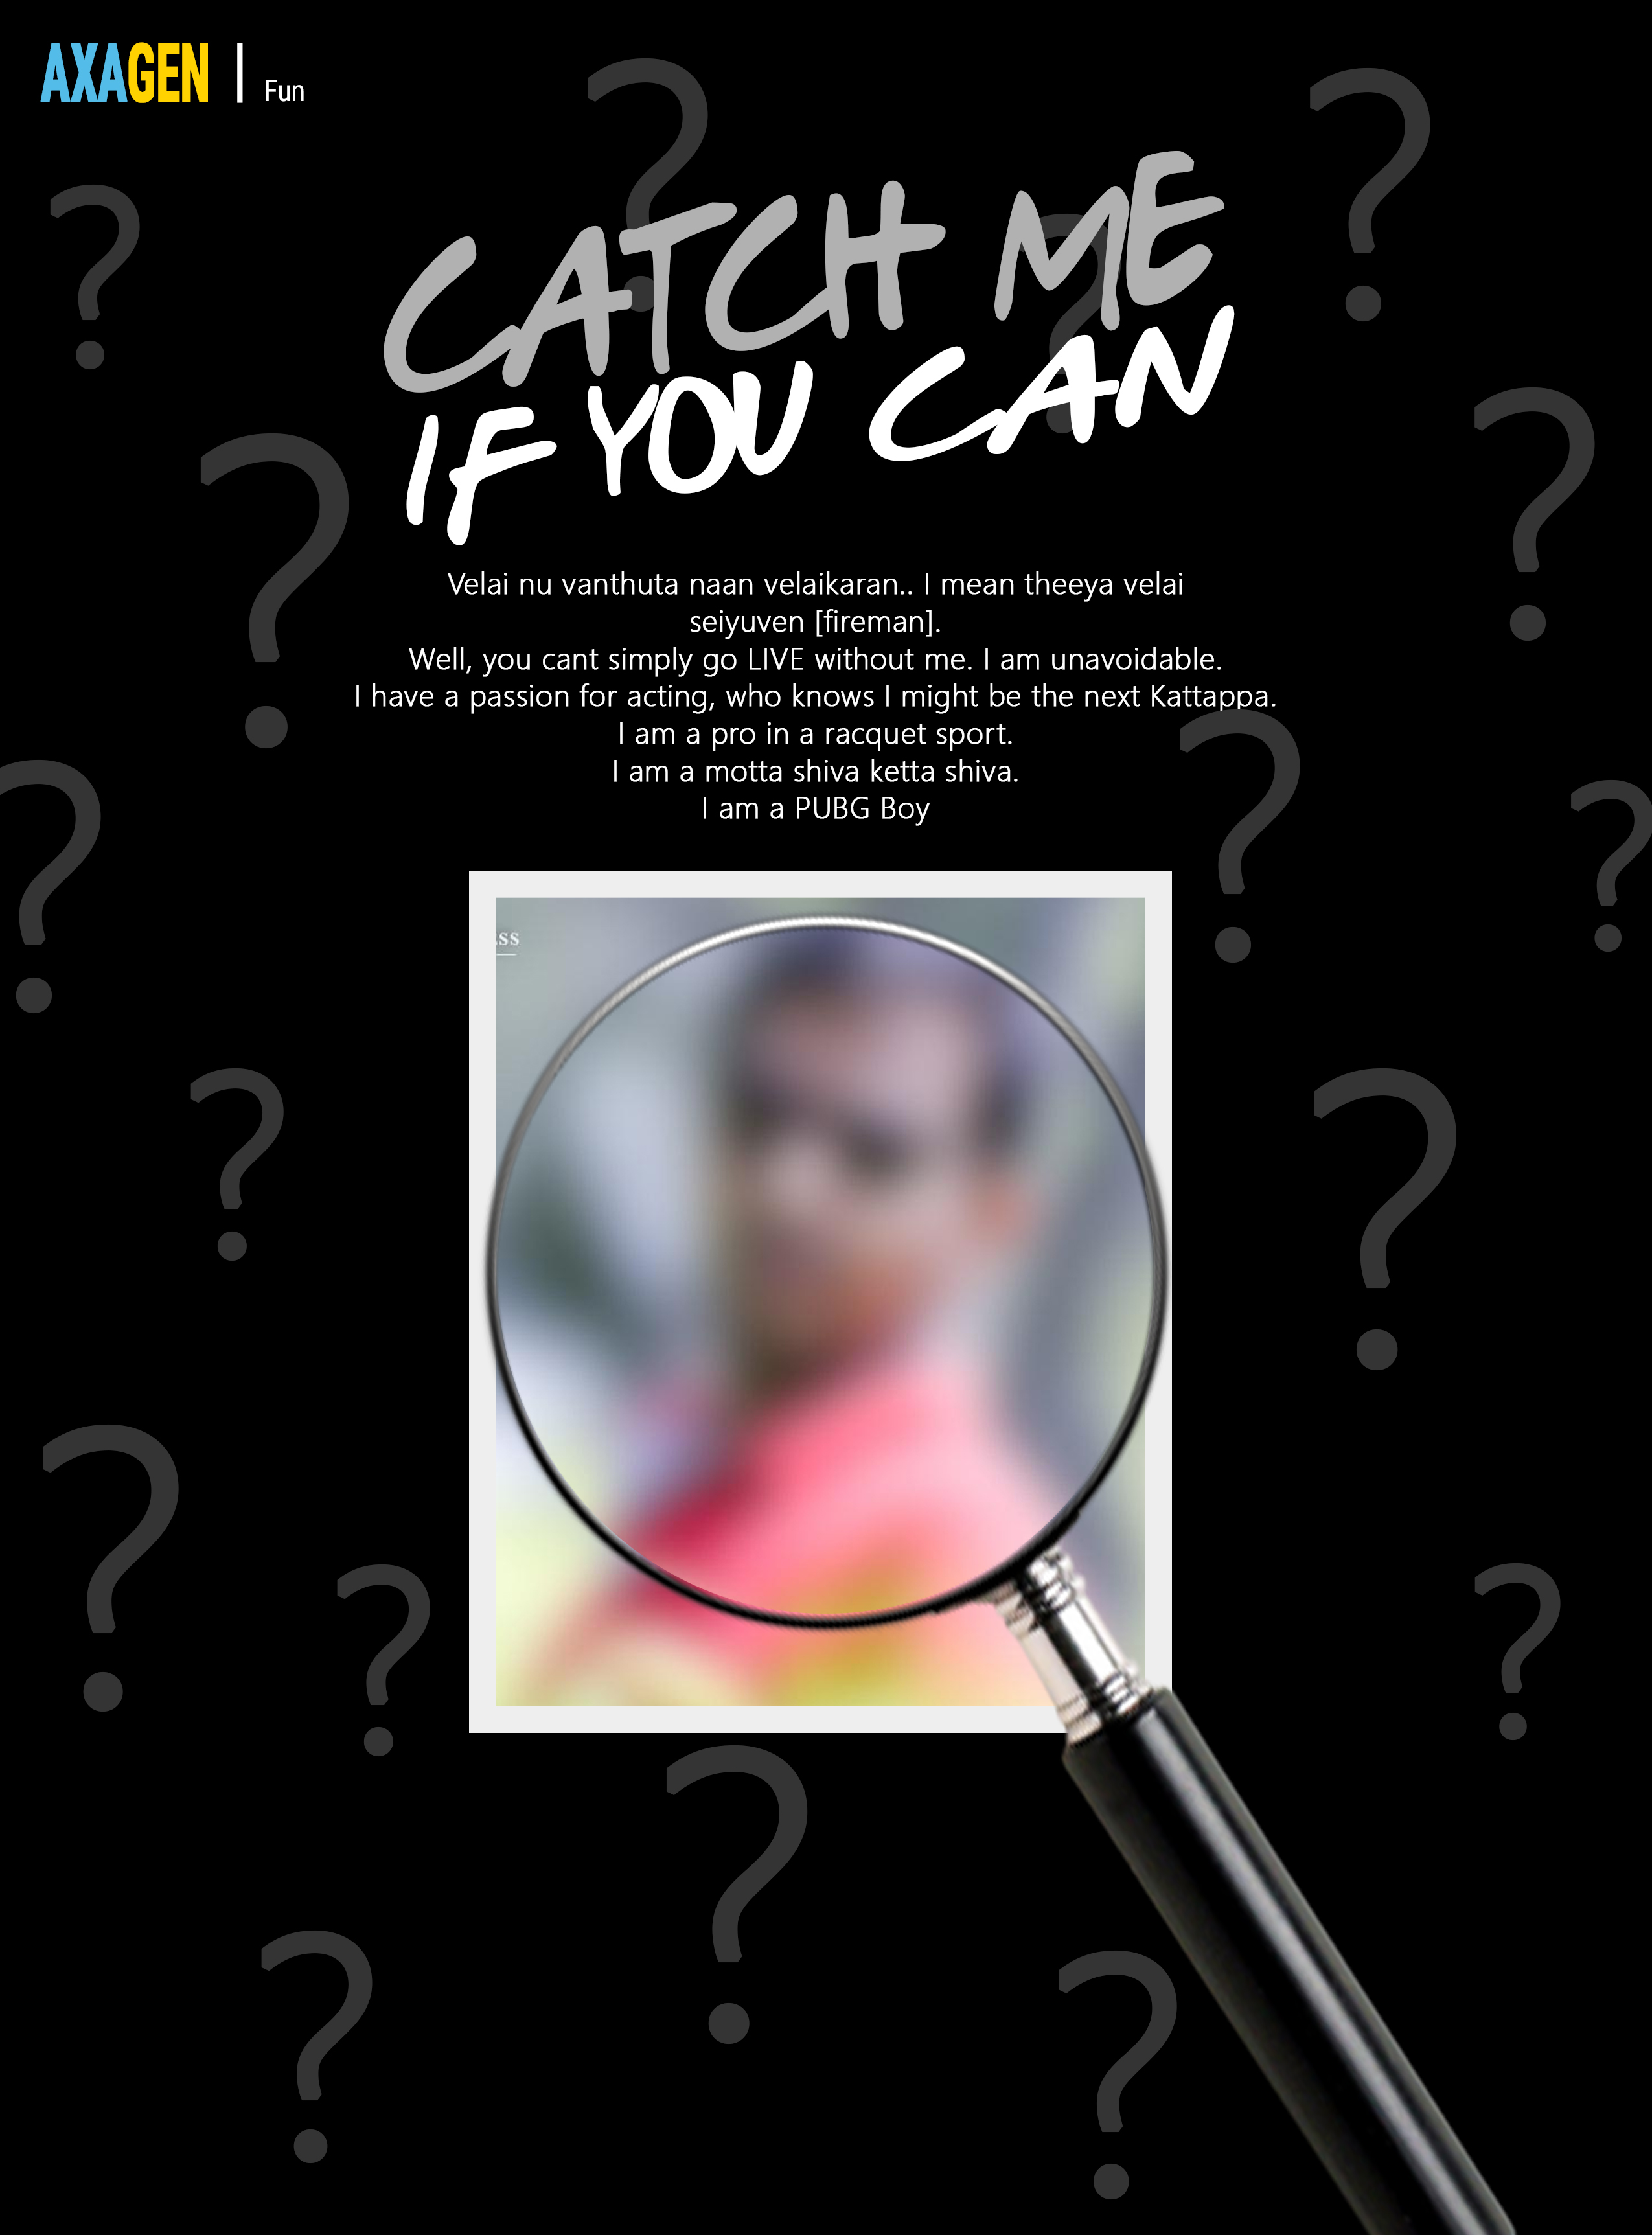 AXAGEN | Fun
CATCH ME
IF YOU CAN
Velai nu vanthuta naan velaikaran.. I mean theeya velai
seiyuven [fireman].
Well, you cant simply go LIVE without me. I am unavoidable.
I have a passion for acting, who knows I might be the next Kattappa.
I am a pro in a racquet sport.
I am a motta shiva ketta shiva.
I am a PUBG Boy
ss